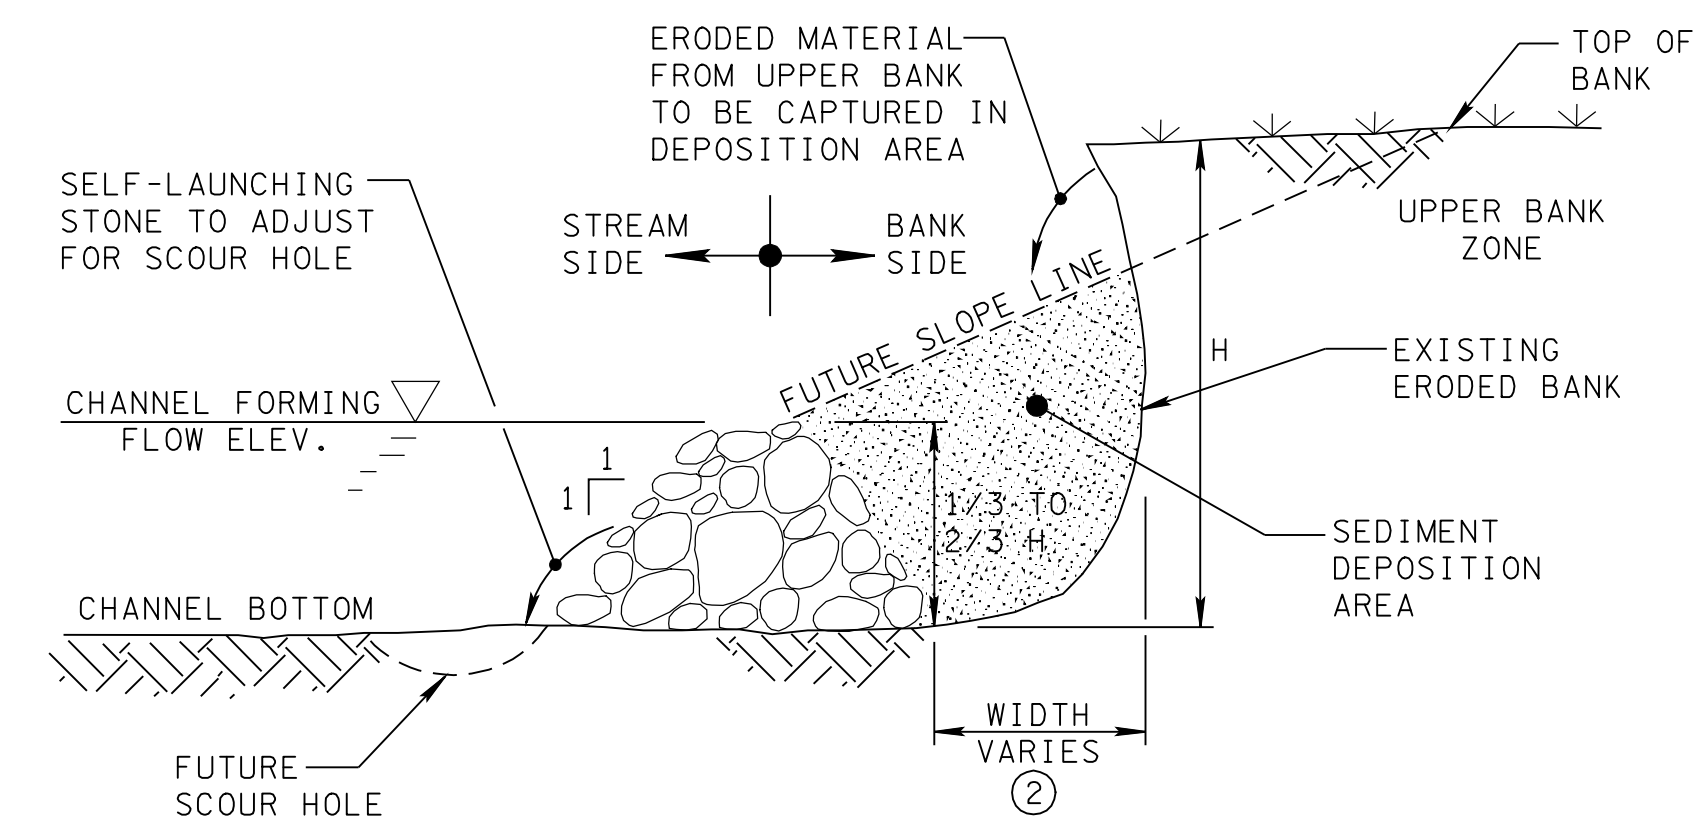 ERODED MATERIAL
FROM UPPER BANK
TO BE CAPTURED IN
DEPOSITION AREA
TOP OF
BANK
SELF-LAUNCHING
STONE TO ADJUST
FOR SCOUR HOLE
STREAM
SIDE
BANK
SIDE
UPPER BANK
ZONE
FUTURE SLOPE LINE
H
EXISTING
ERODED BANK
CHANNEL FORMING
FLOW ELEV.
1
1
1/3 TO
2/3 H
SEDIMENT
DEPOSITION
AREA
CHANNEL BOTTOM
WIDTH
VARIES
2
FUTURE
SCOUR HOLE